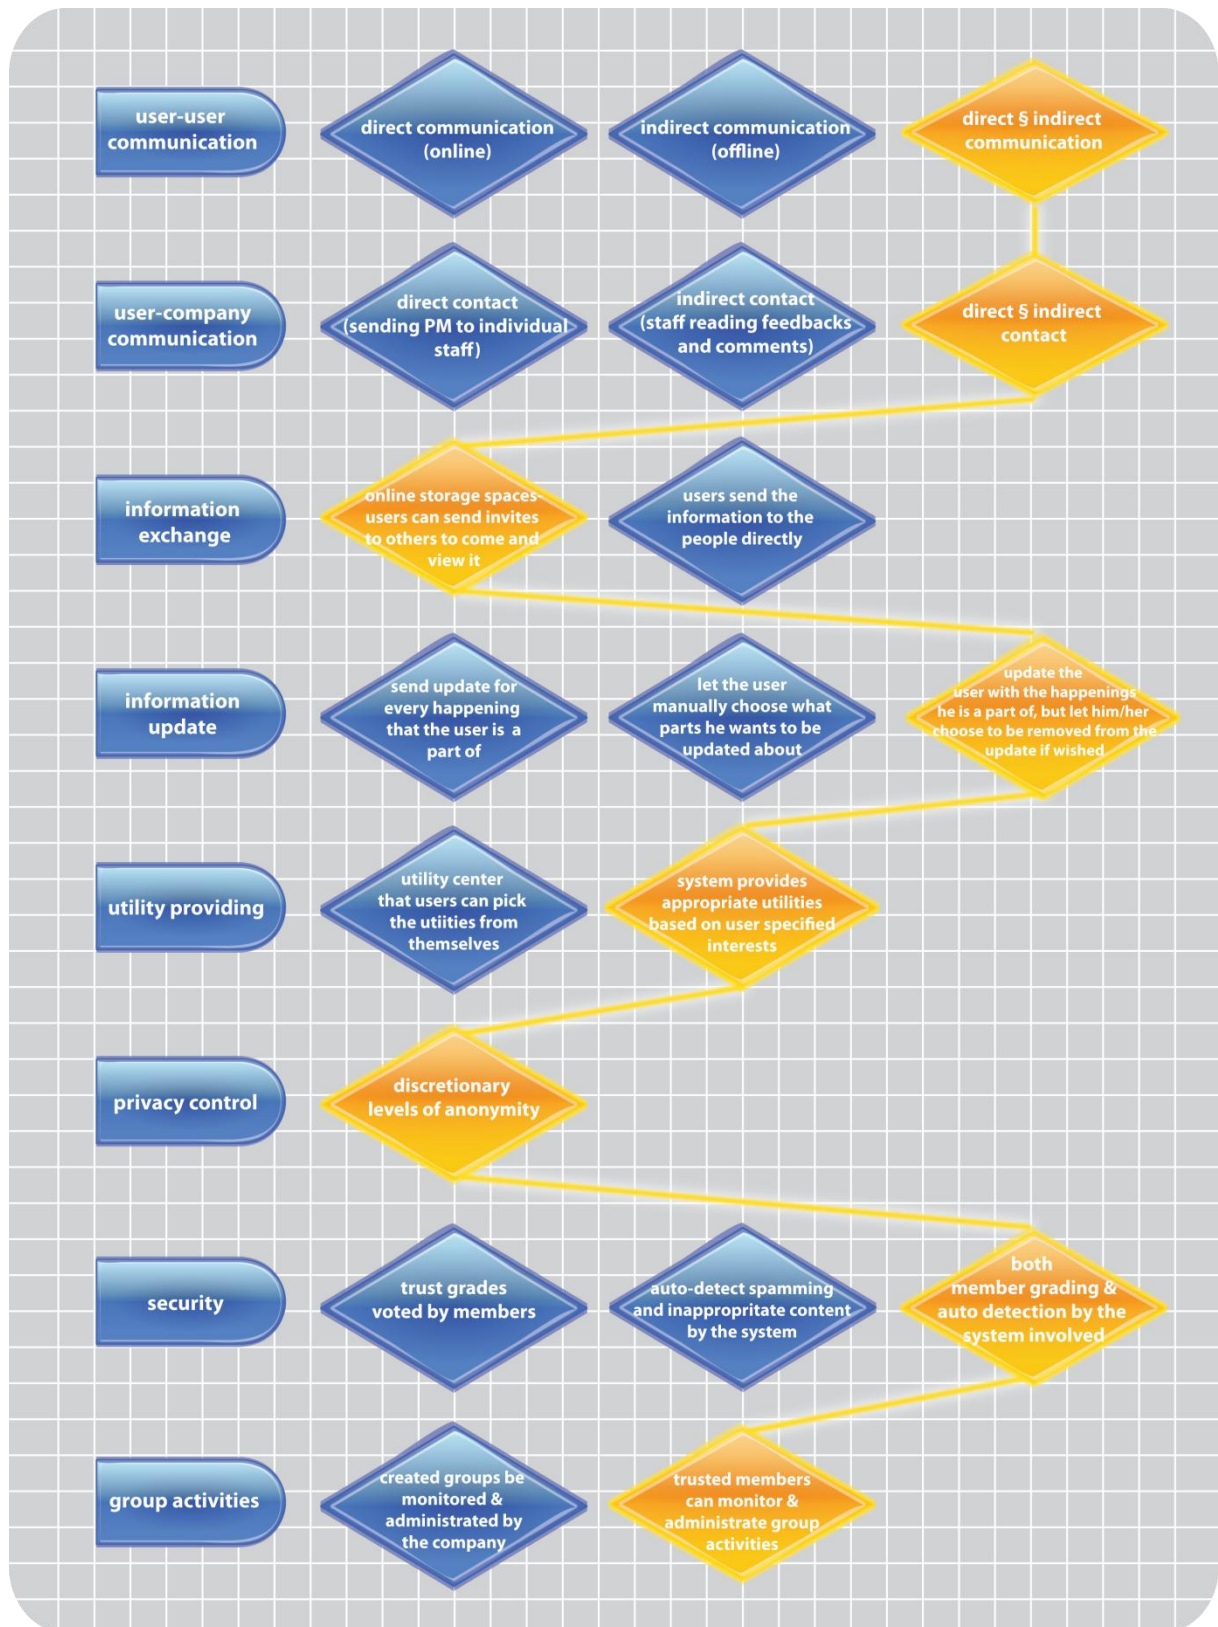 user-user
communication
direct communication
(online)
indirect communication
(offline)
direct § indirect
communication
user-company
communication
direct contact
(sending PM to individual
staff)
indirect contact
(staff reading feedbacks
and comments)
direct § indirect
contact
information
exchange
online storage spaces-
users can send invites
to others to come and
view it
users send the
information to the
people directly
information
update
send update for
every happening
that the user is a
part of
let the user
manually choose what
parts he wants to be
updated about
update the
user with the happenings
he is a part of, but let him/her
choose to be removed from the
update if wished
utility providing
utility center
that users can pick
the utiities from
themselves
system provides
appropriate utilities
based on user specified
interests
privacy control
discretionary
levels of anonymity
security
trust grades
voted by members
auto-detect spamming
and inappropritate content
by the system
both
member grading &
auto detection by the
system involved
group activities
created groups be
monitored &
administrated by
the company
trusted members
can monitor &
administrate group
activities